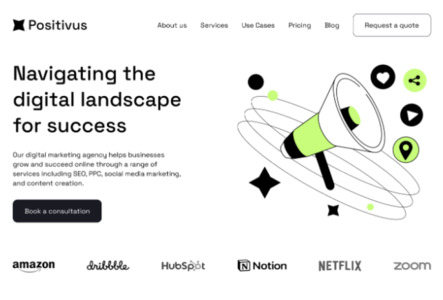 Positivus
About us Services Use Cases Pricing Blog Request a quote
Navigating the
digital landscape
for success
Our digital marketing agency helps businesses
grow and succeed online through a range of
services including SEO, PPC, social media marketing,
and content creation.
Book a consultation
amazon dribbble HubSpot Notion NETFLIX zoom